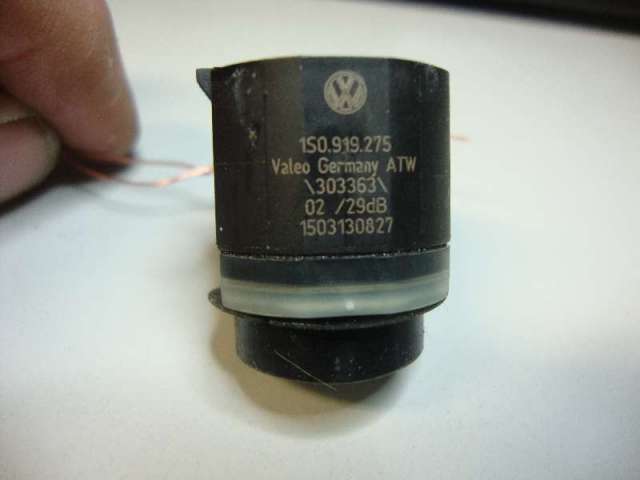 1S0.919.275
Valeo Germany ATW
\303363\
02 /29dB
1503130827